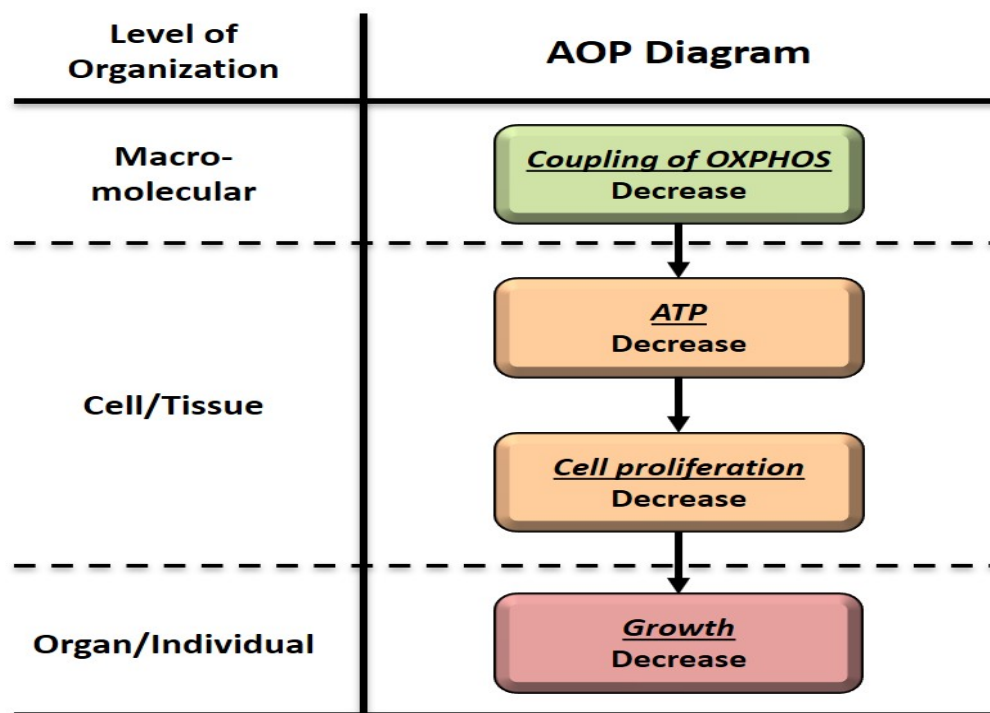 Level of
Organization
AOP Diagram
Macro-
molecular
Coupling of OXPHOS
Decrease
Cell/Tissue
ATP
Decrease
Cell proliferation
Decrease
Organ/Individual
Growth
Decrease